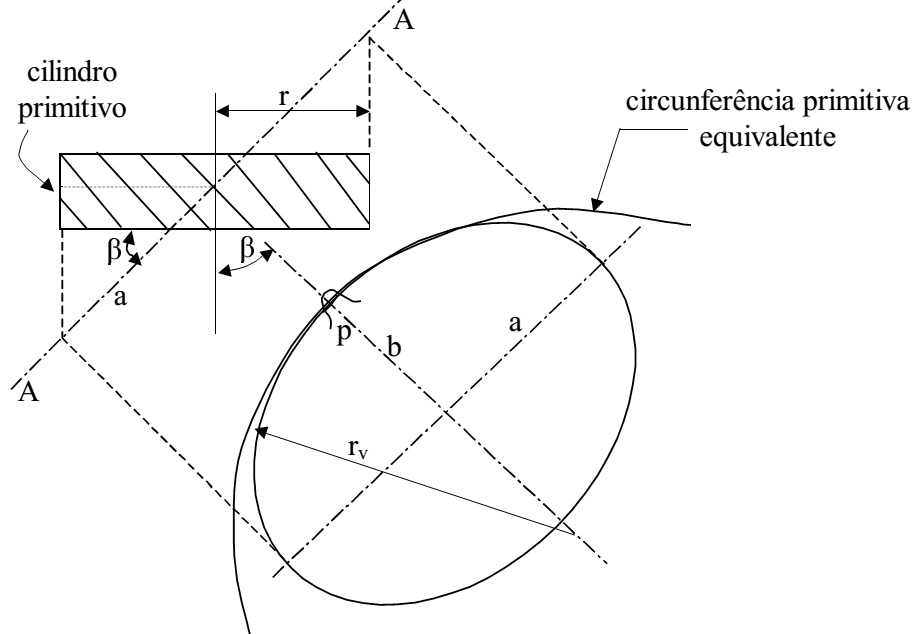 A
cilindro
primitivo
r
circunferência primitiva
equivalente
β
β
a
a
p
b
A
r_v